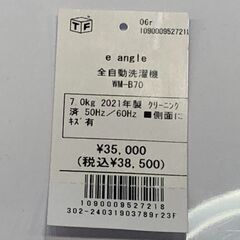 TF
06r
1090009527218
e angle
全自動洗濯機
WM-B70
7.0kg 2021年製 クリーニング
済 50Hz／60Hz ■側面に
キズ有
¥35,000
(税込¥38,500)
1090009527218
302-24031903789r23F